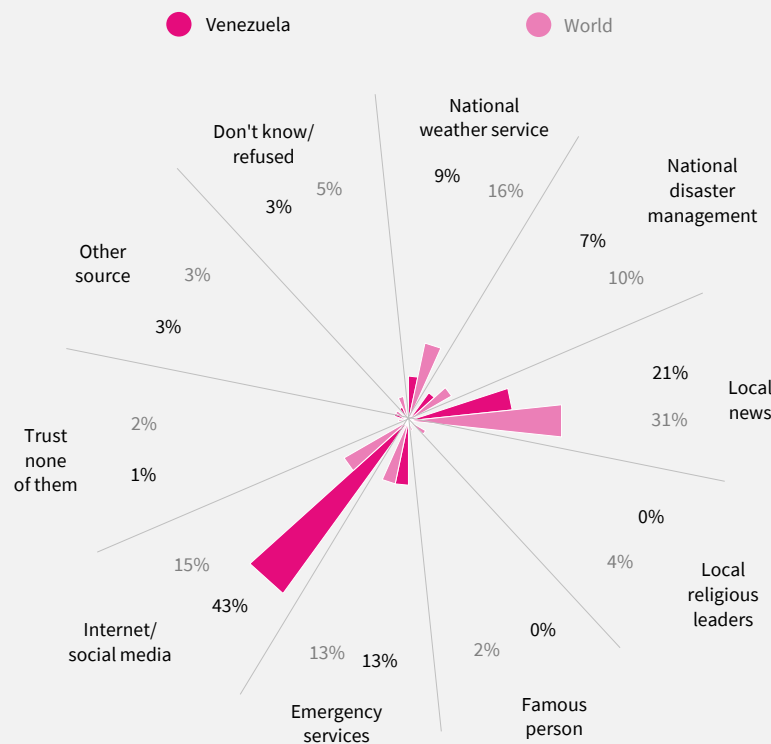 Venezuela
World
National
weather service
9%
16%
National
disaster
management
7%
10%
Local
news
21%
31%
Local
religious
leaders
0%
4%
Famous
person
0%
2%
Emergency
services
13%
13%
Internet/
social media
43%
15%
Trust
none
of them
1%
2%
Other
source
3%
3%
Don't know/
refused
3%
5%